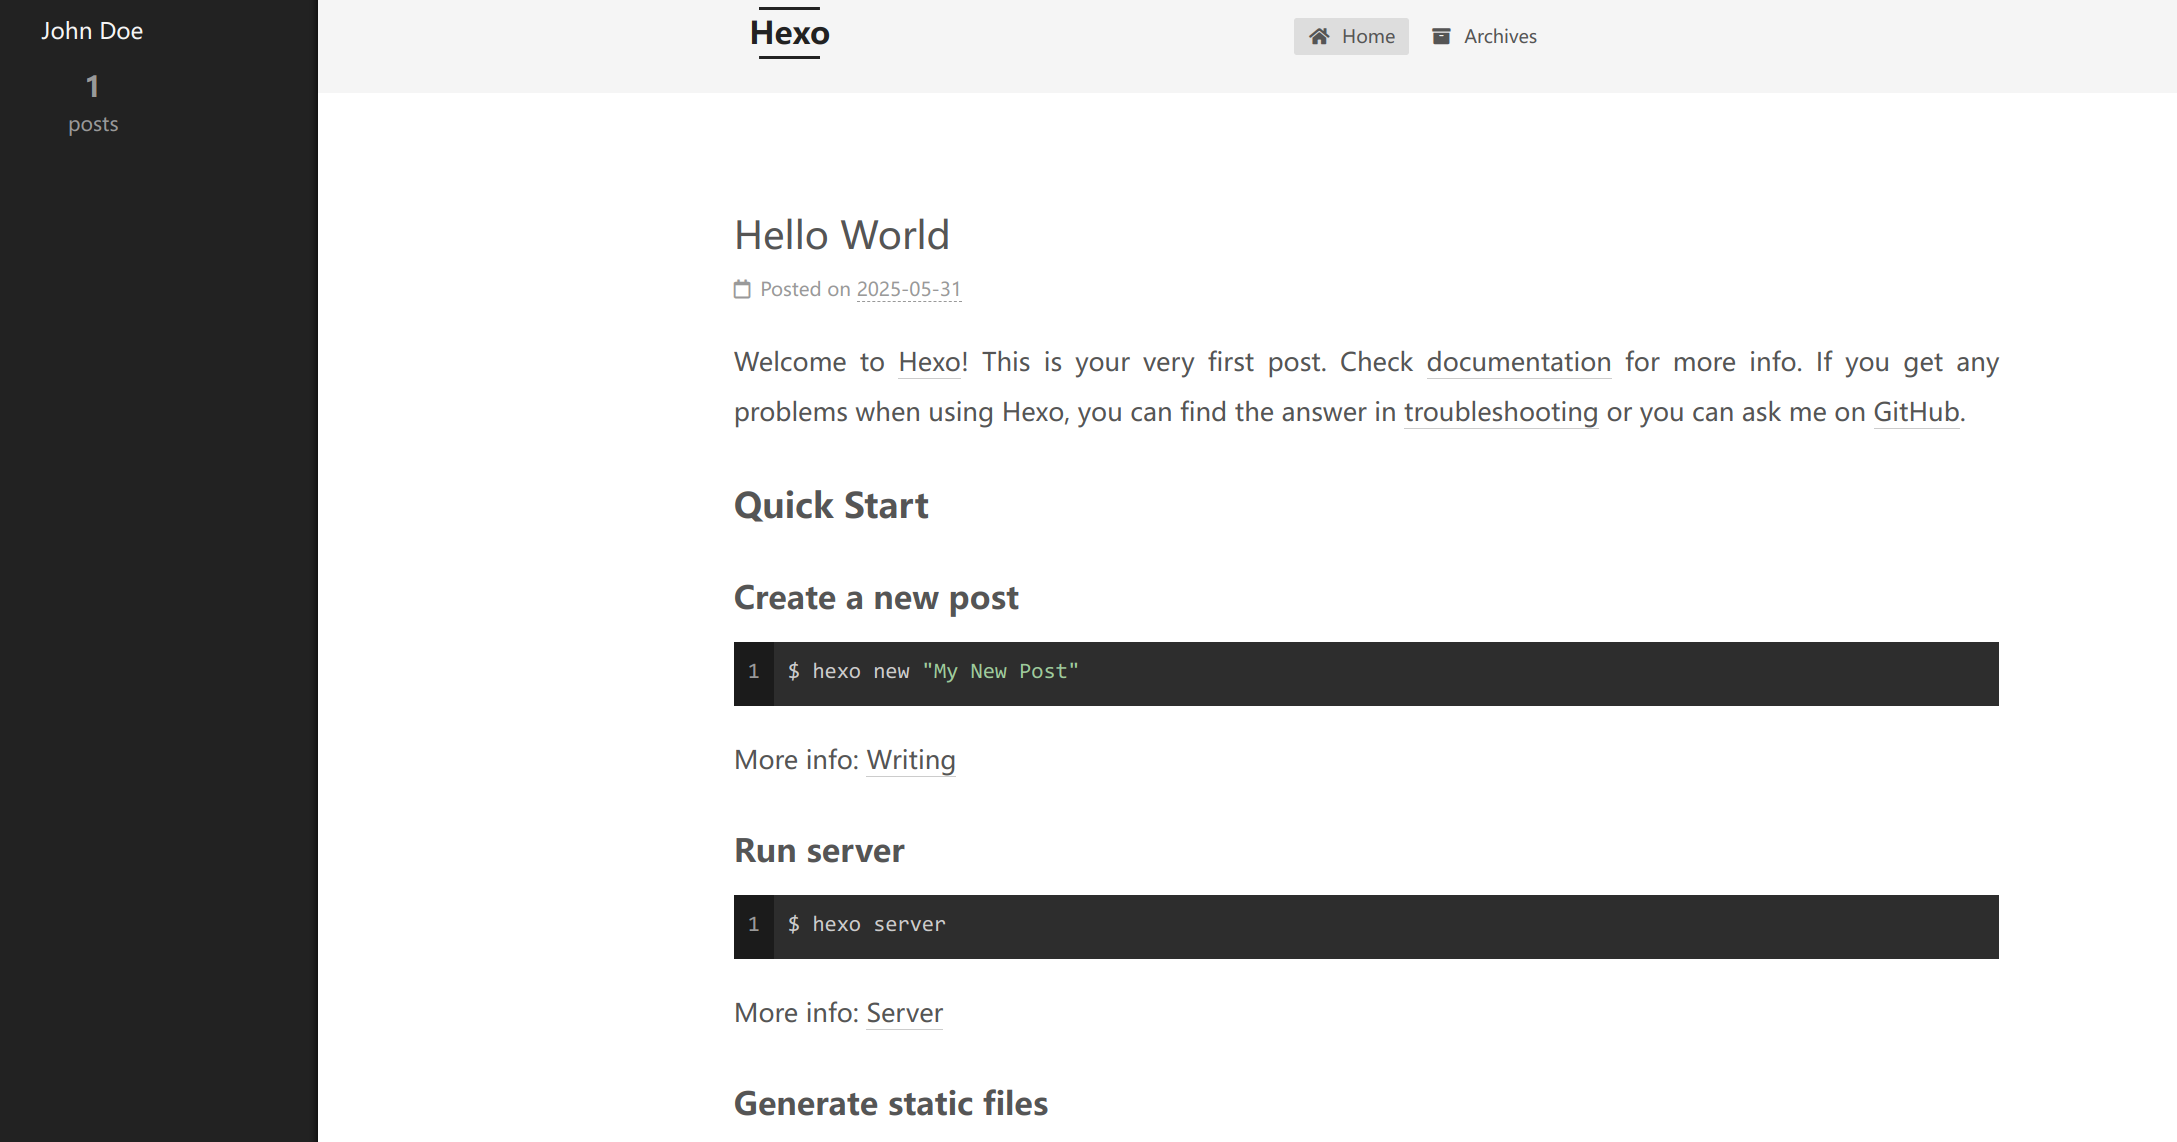 John Doe
1
posts
Hexo
Home
Archives
Hello World
Posted on 2025-05-31
Welcome to Hexo! This is your very first post. Check documentation for more info. If you get any
problems when using Hexo, you can find the answer in troubleshooting or you can ask me on GitHub.
Quick Start
Create a new post
1 $ hexo new "My New Post"
More info: Writing
Run server
1 $ hexo server
More info: Server
Generate static files